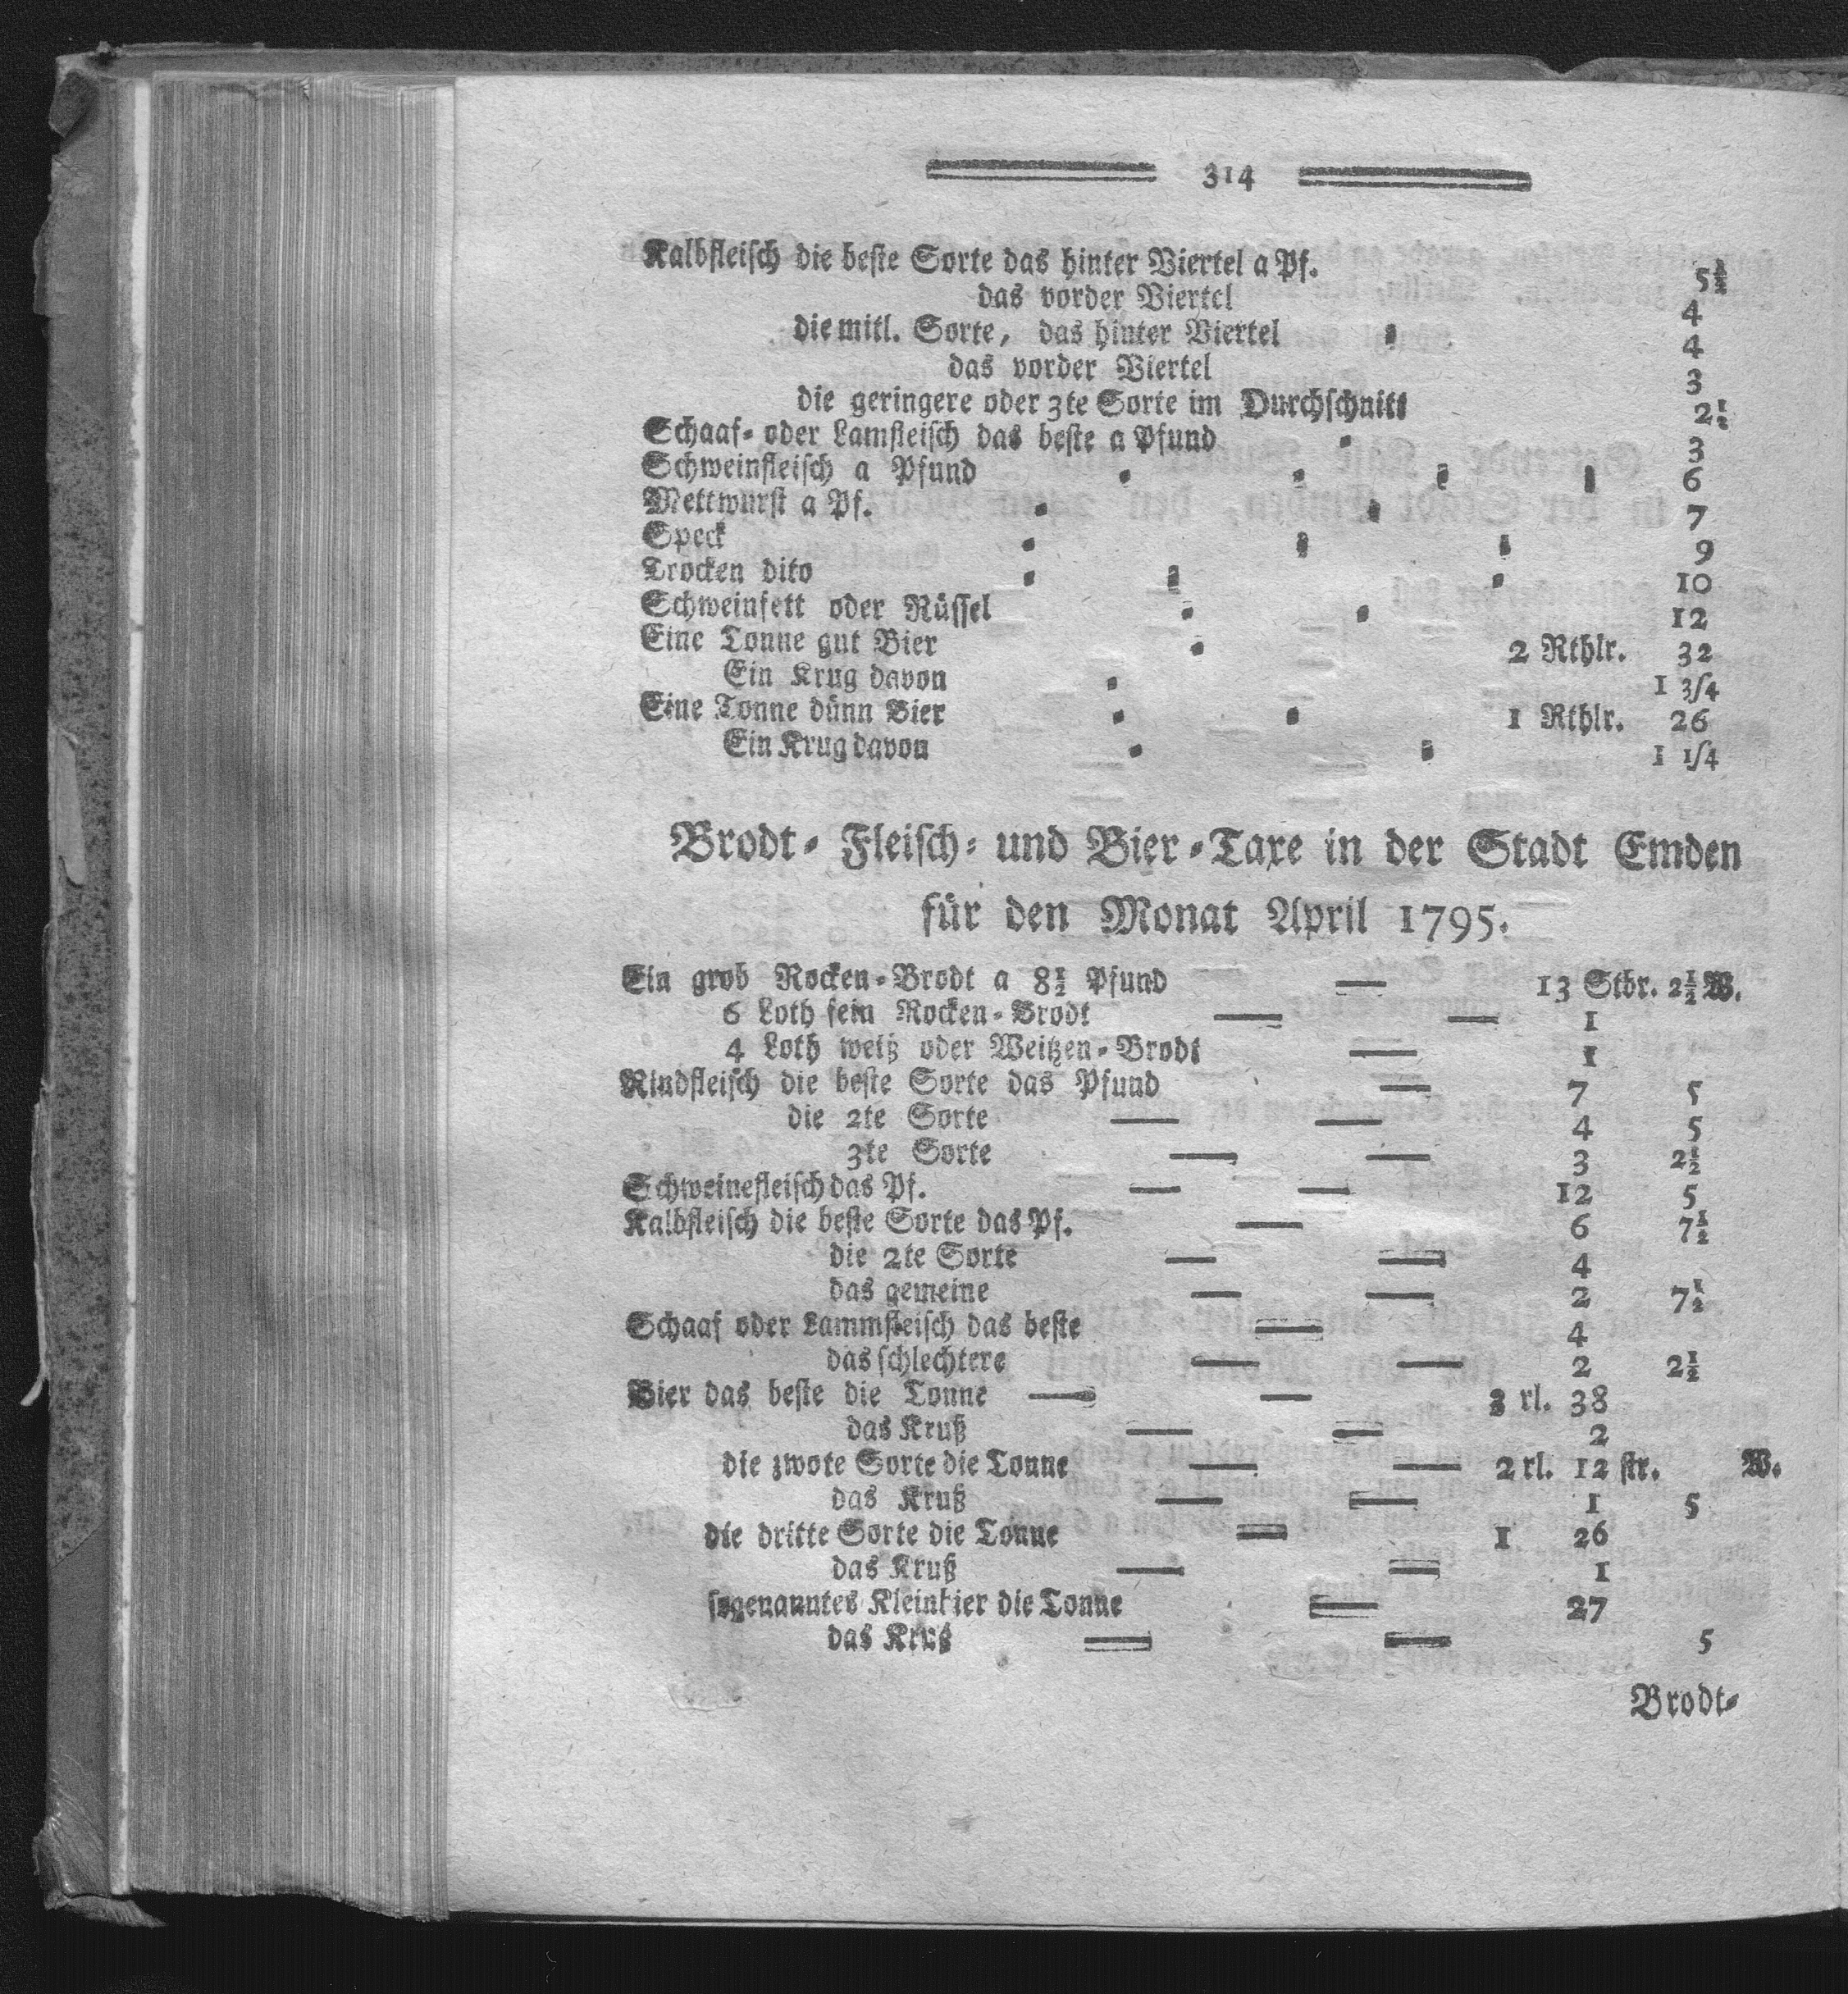 314
Kalbfleisch die beste Sorte das hinter Viertel a Pf. 5½
das vorder Viertel 4
die mitl. Sorte, das hinter Viertel 4
das vorder Viertel 3
die geringere oder 3te Sorte im Durchschnitt 2½
Schaaf- oder Lamfleisch das beste a Pfund 3
Schweinfleisch a Pfund 6
Mettwurst a Pf. 7
Speck 9
Trocken dito 10
Schweinfett oder Rüssel 12
Eine Tonne gut Bier 2 Rthlr. 32
Ein Krug davon 1 3/4
Eine Tonne dünn Bier 1 Rthlr. 26
Ein Krug davon 1 1/4
Brodt- Fleisch- und Bier-Taxe in der Stadt Emden
für den Monat April 1795.
Ein grob Rocken-Brodt a 8½ Pfund — 13 Stbr. 2½ W.
6 Loth fein Rocken-Brodt — — 1
4 Loth weiß oder Weitzen-Brodt — 1
Rindfleisch die beste Sorte das Pfund — 7 5
die 2te Sorte — — 4 5
3te Sorte — — 3 2½
Schweinefleisch das Pf. — — 12 5
Kalbfleisch die beste Sorte das Pf. — 6 7½
die 2te Sorte — — 4
das gemeine — — 2 7½
Schaaf oder Lammfleisch das beste — 4
das schlechtere — — 2 2½
Bier das beste die Tonne — — 3 rl. 38
das Kruß — — 2
die zwote Sorte die Tonne — — 2 rl. 12 str. W.
das Kruß — — 1 5
die dritte Sorte die Tonne — 1 26
das Kruß — — 1
sogenanntes Kleinbier die Tonne — 27
das Kruß — — 5
Brodt-